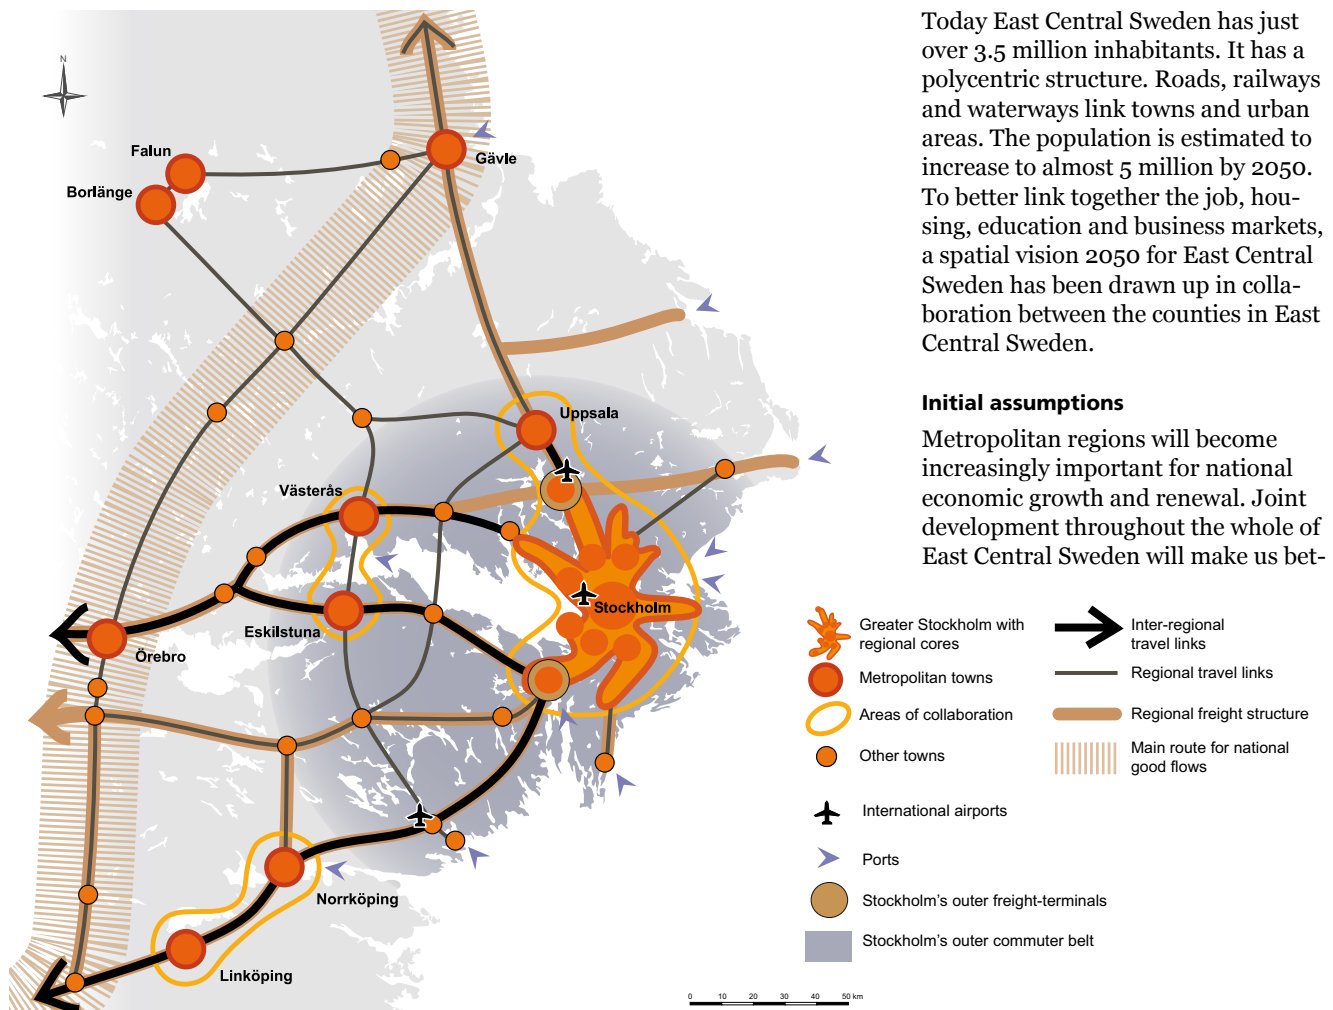 N
Falun
Borlänge
Gävle
Uppsala
Västerås
Eskilstuna
Örebro
Stockholm
Norrköping
Linköping
Today East Central Sweden has just
over 3.5 million inhabitants. It has a
polycentric structure. Roads, railways
and waterways link towns and urban
areas. The population is estimated to
increase to almost 5 million by 2050.
To better link together the job, hou-
sing, education and business markets,
a spatial vision 2050 for East Central
Sweden has been drawn up in colla-
boration between the counties in East
Central Sweden.
Initial assumptions
Metropolitan regions will become
increasingly important for national
economic growth and renewal. Joint
development throughout the whole of
East Central Sweden will make us bet-
Greater Stockholm with
regional cores
Metropolitan towns
Areas of collaboration
Other towns
International airports
Ports
Stockholm's outer freight-terminals
Stockholm's outer commuter belt
Inter-regional
travel links
Regional travel links
Regional freight structure
Main route for national
good flows
0 10 20 30 40 50 km